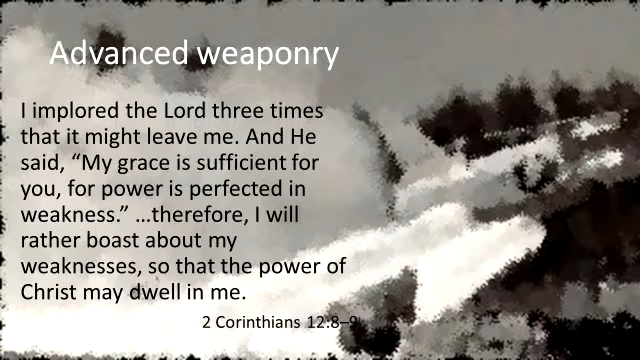 Advanced weaponry
I implored the Lord three times
that it might leave me. And He
said, “My grace is sufficient for
you, for power is perfected in
weakness.” …therefore, I will
rather boast about my
weaknesses, so that the power of
Christ may dwell in me.
2 Corinthians 12:8–9